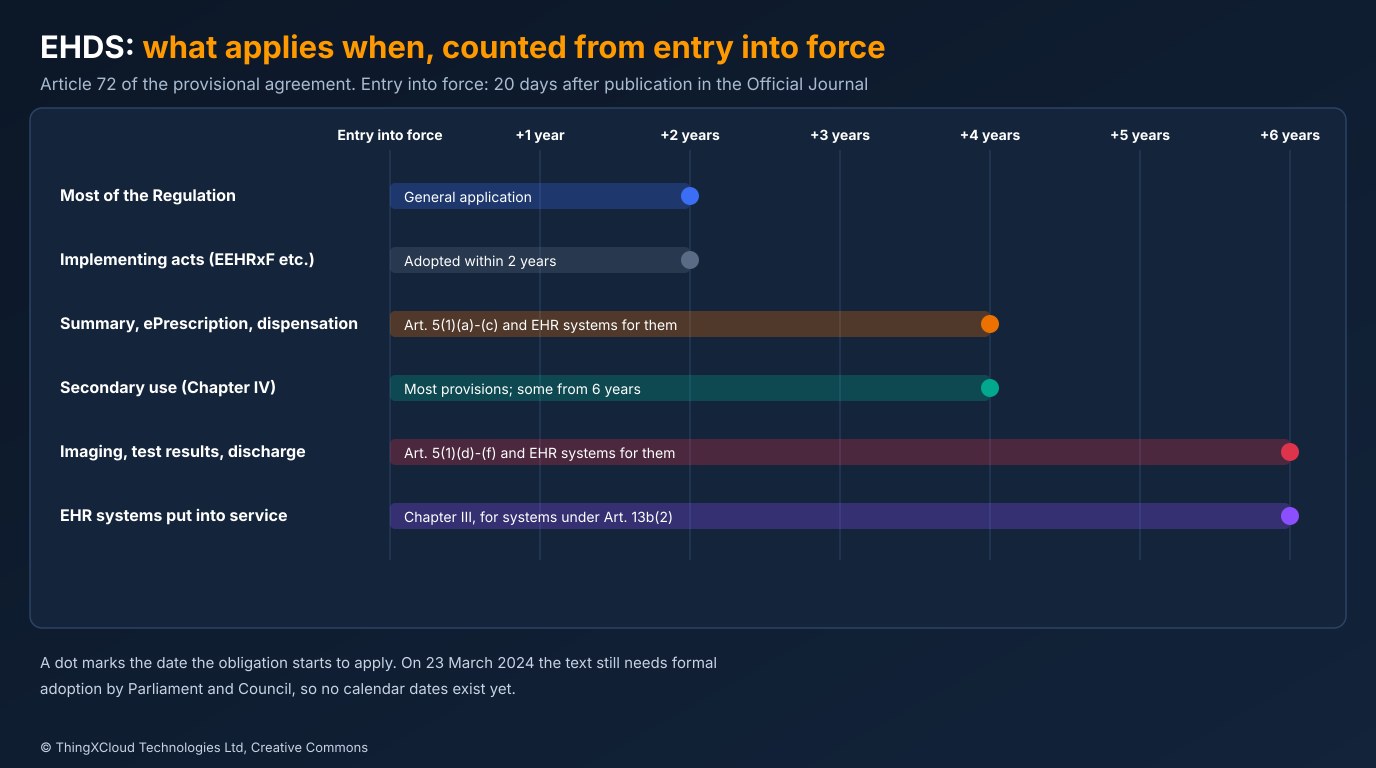 EHDS: what applies when, counted from entry into force
Article 72 of the provisional agreement. Entry into force: 20 days after publication in the Official Journal
Entry into force +1 year +2 years +3 years +4 years +5 years +6 years
Most of the Regulation General application
Implementing acts (EEHRxF etc.) Adopted within 2 years
Summary, ePrescription, dispensation Art. 5(1)(a)-(c) and EHR systems for them
Secondary use (Chapter IV) Most provisions; some from 6 years
Imaging, test results, discharge Art. 5(1)(d)-(f) and EHR systems for them
EHR systems put into service Chapter III, for systems under Art. 13b(2)
A dot marks the date the obligation starts to apply. On 23 March 2024 the text still needs formal
adoption by Parliament and Council, so no calendar dates exist yet.
© ThingXCloud Technologies Ltd, Creative Commons